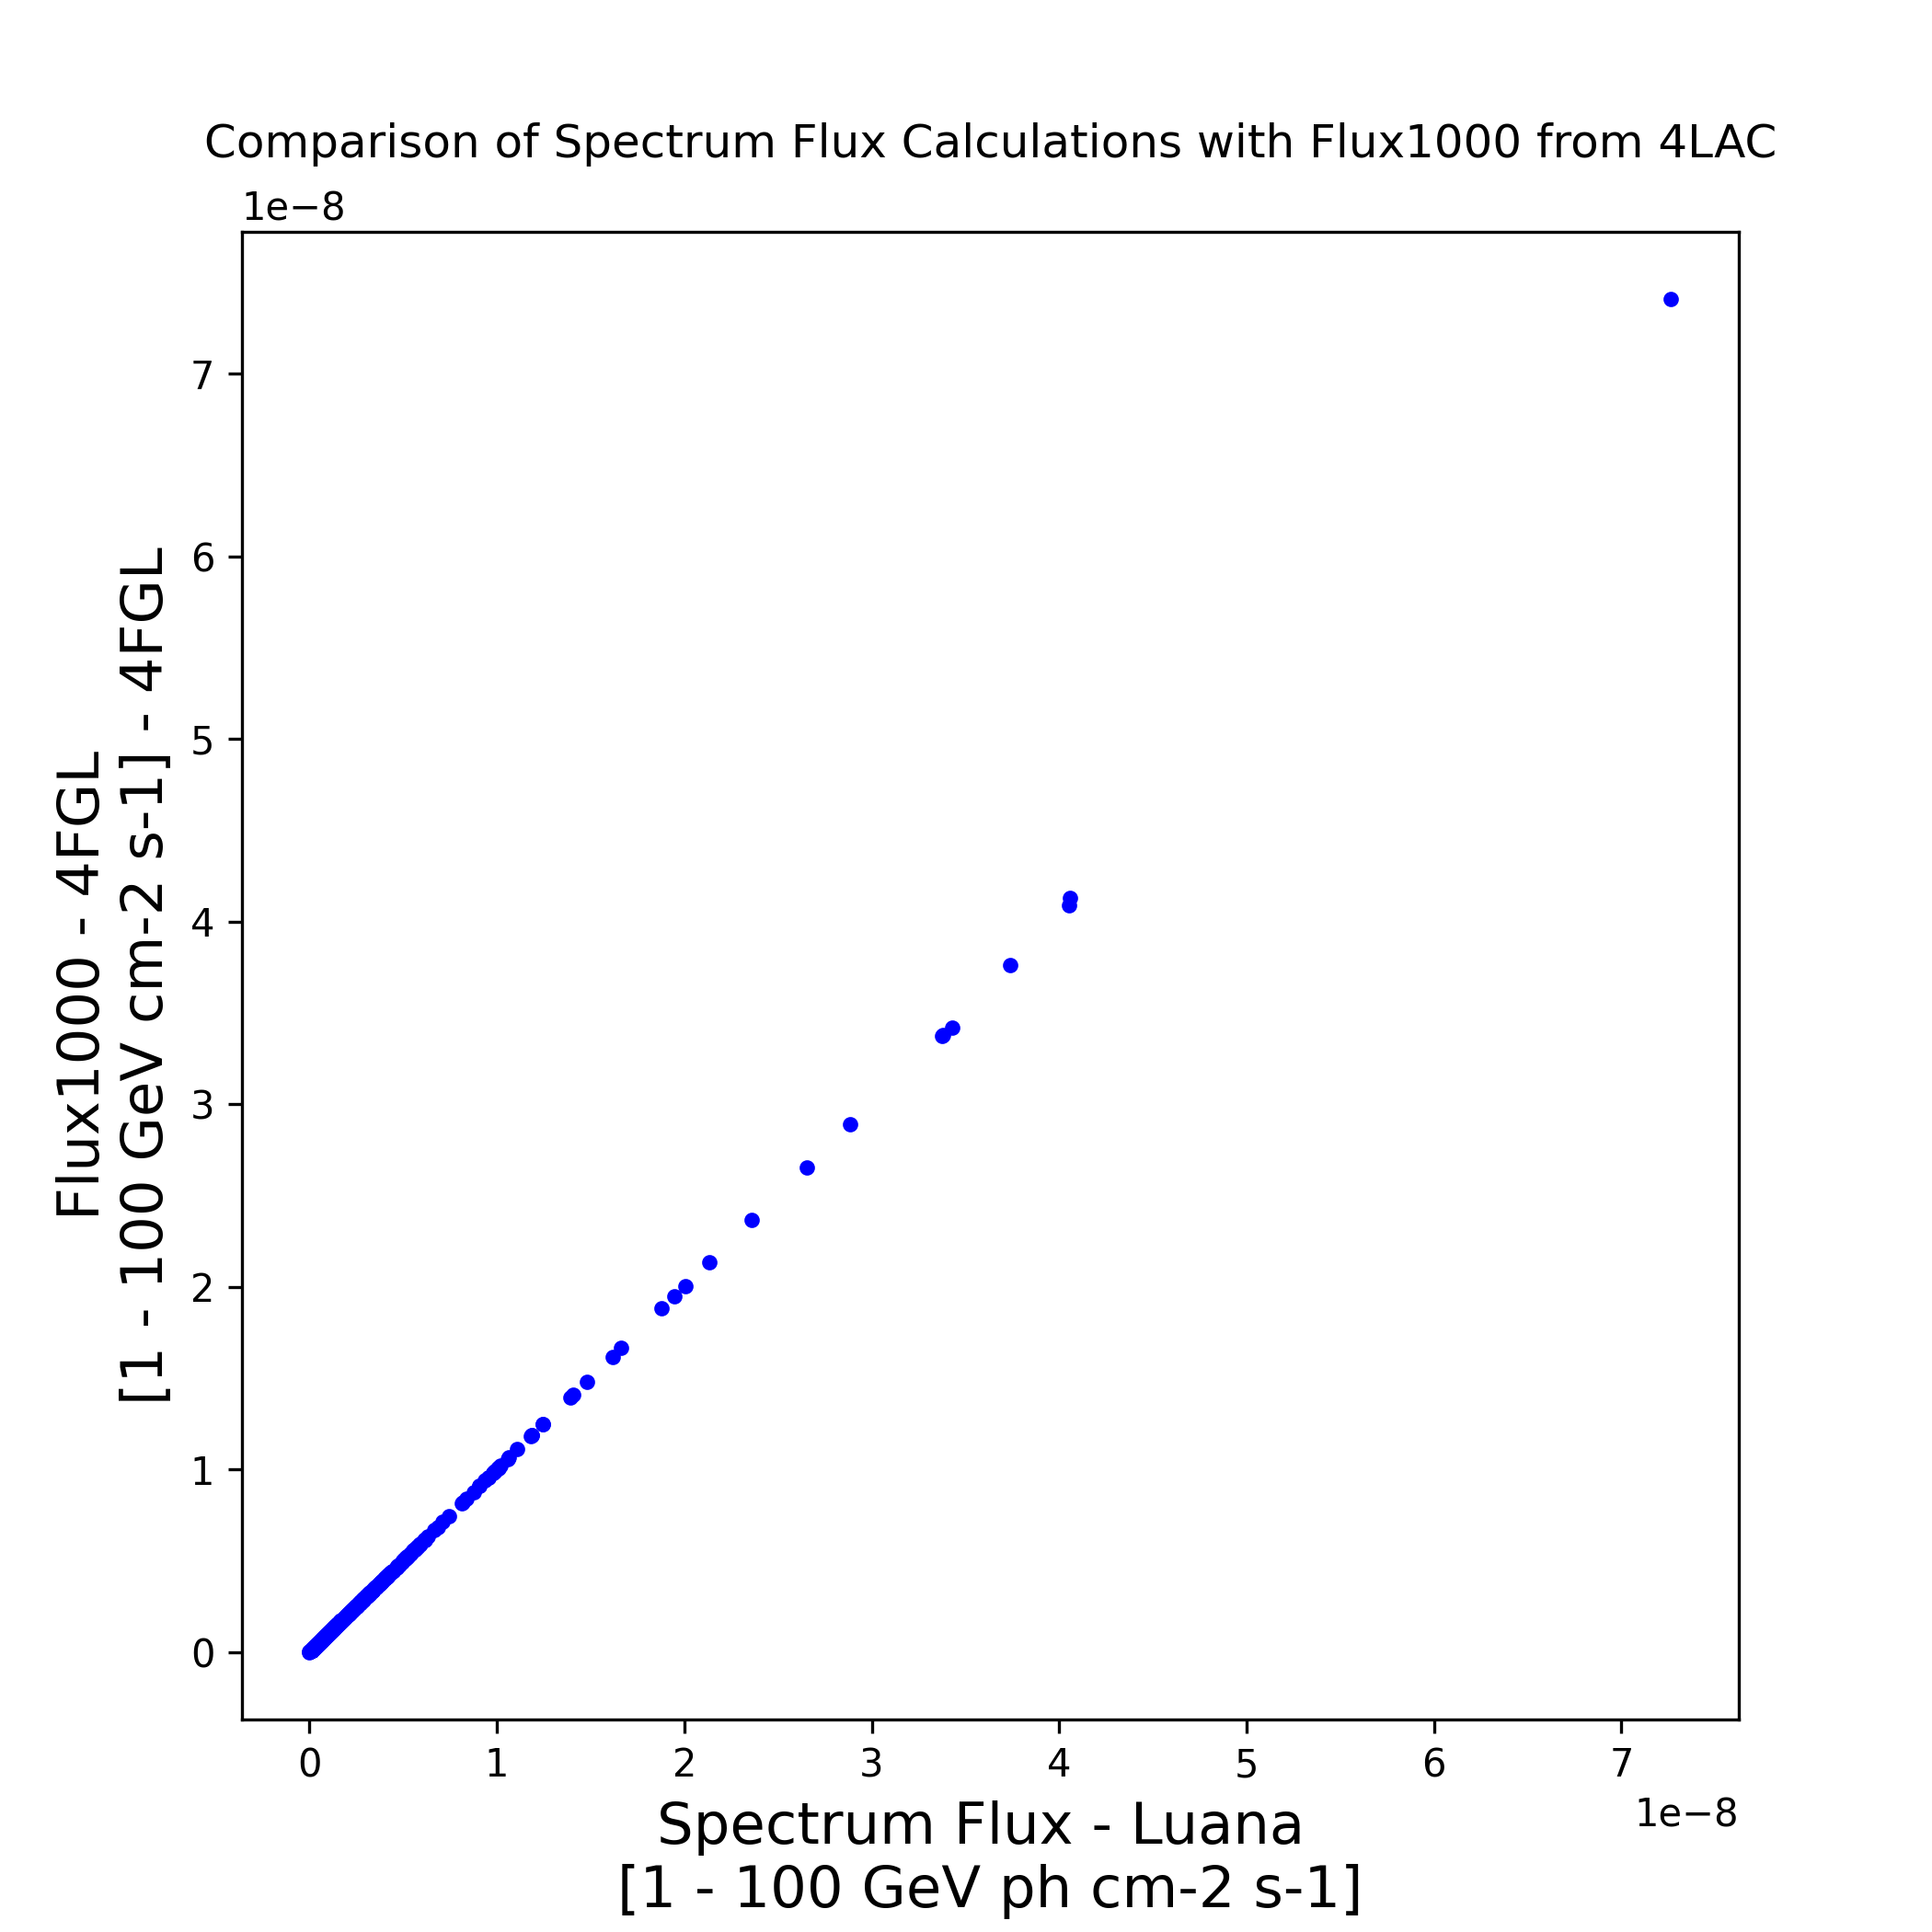 Comparison of Spectrum Flux Calculations with Flux1000 from 4LAC
1e−8
7
6
5
4
3
2
1
0
Flux1000 - 4FGL
[1 - 100 GeV cm-2 s-1] - 4FGL
0 1 2 3 4 5 6 7
1e−8
Spectrum Flux - Luana
[1 - 100 GeV ph cm-2 s-1]